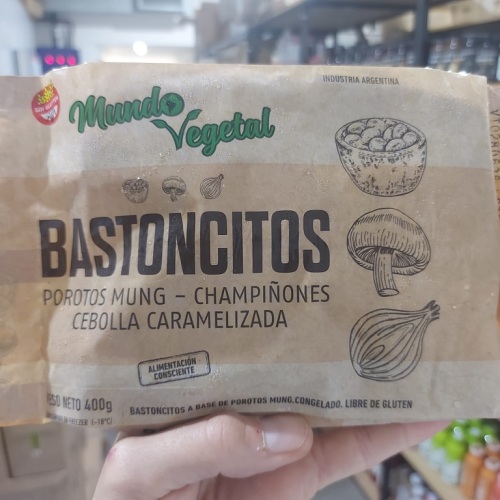 INDUSTRIA ARGENTINA
Mundo
Vegetal
BASTONCITOS
POROTOS MUNG – CHAMPIÑONES
CEBOLLA CARAMELIZADA
ALIMENTACIÓN
CONSCIENTE
PESO NETO 400g
BASTONCITOS A BASE DE POROTOS MUNG,CONGELADO. LIBRE DE GLUTEN
(-18°C)